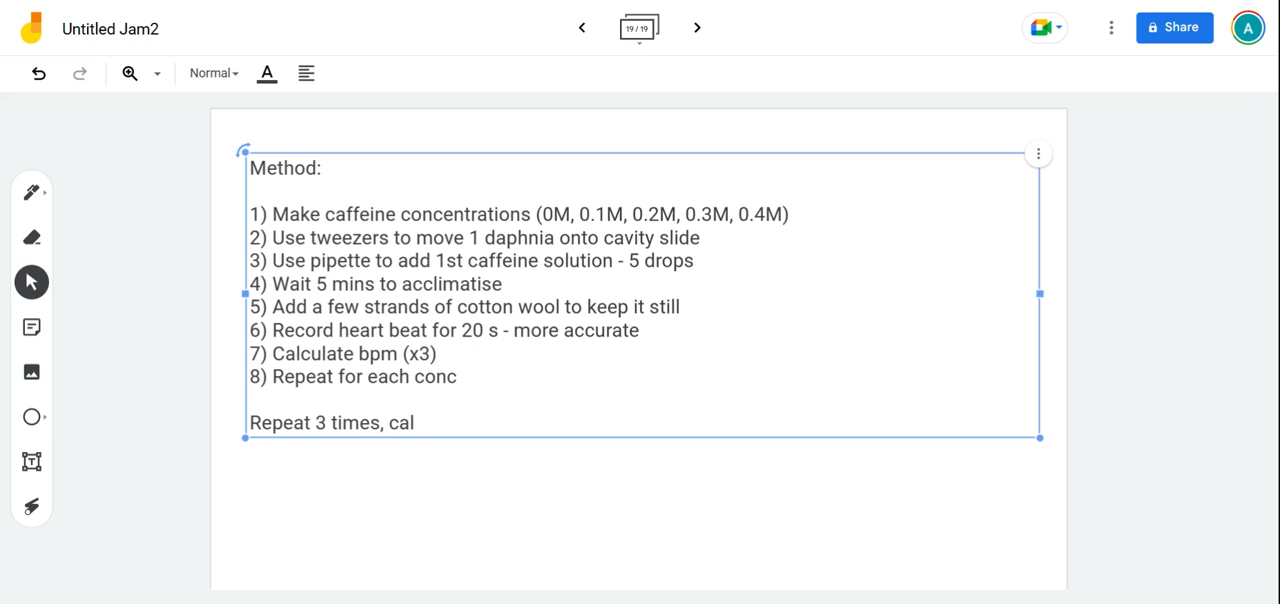 Untitled Jam2
19 / 19
Share
A
Normal
A
Method:
1) Make caffeine concentrations (0M, 0.1M, 0.2M, 0.3M, 0.4M)
2) Use tweezers to move 1 daphnia onto cavity slide
3) Use pipette to add 1st caffeine solution - 5 drops
4) Wait 5 mins to acclimatise
5) Add a few strands of cotton wool to keep it still
6) Record heart beat for 20 s - more accurate
7) Calculate bpm (x3)
8) Repeat for each conc
Repeat 3 times, cal